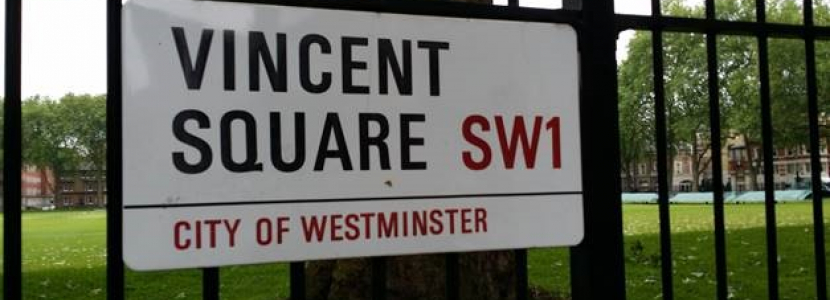 VINCENT
SQUARE SW1
CITY OF WESTMINSTER